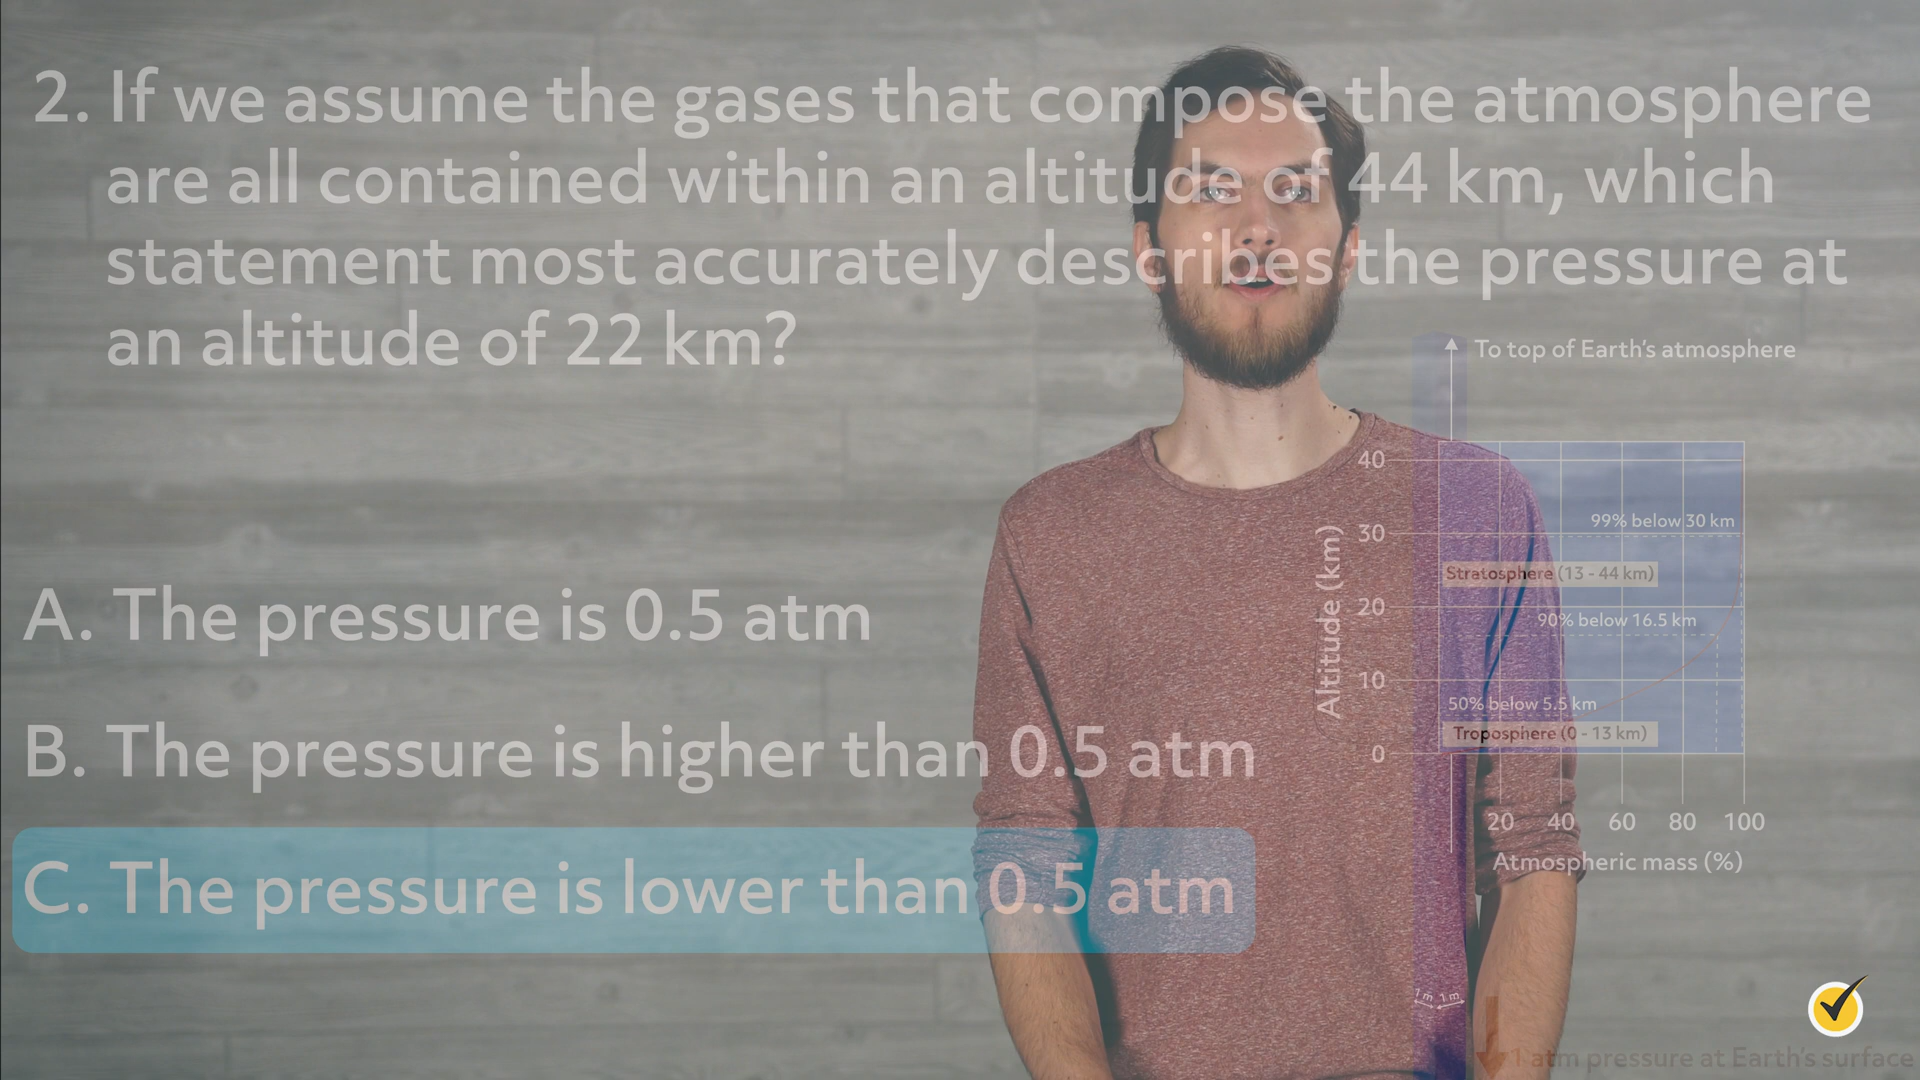 2. If we assume the gases that compose the atmosphere
are all contained within an altitude of 44 km, which
statement most accurately describes the pressure at
an altitude of 22 km?
A. The pressure is 0.5 atm
B. The pressure is higher than 0.5 atm
C. The pressure is lower than 0.5 atm
To top of Earth's atmosphere
40
99% below 30 km
30
Stratosphere (13 - 44 km)
20
90% below 16.5 km
10
50% below 5.5 km
Troposphere (0 - 13 km)
0
Altitude (km)
20 40 60 80 100
Atmospheric mass (%)
1 m 1 m
1 atm pressure at Earth's surface